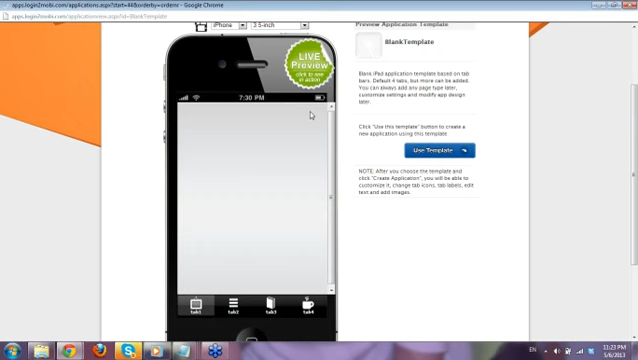 apps.login2mobi.com/applications.aspx?start=44&orderby=ordernr - Google Chrome
apps.login2mobi.com/applicationview.aspx?id=BlankTemplate
iPhone
3 5-inch
Preview Application Template
LIVE
Preview
click to see
in action
BlankTemplate
7:30 PM
Blank iPad application template based on tab
bars. Default 4 tabs, but more can be added.
You can always add any page type later,
customize settings and modify app design
later.
Click "Use this template" button to create a
new application using this template
Use Template
NOTE: After you choose the template and
click "Create Application", you will be able to
customize it, change tab icons, tab labels, edit
text and add images.
tab1
tab2
tab3
tab4
EN
11:23 PM
5/6/2013